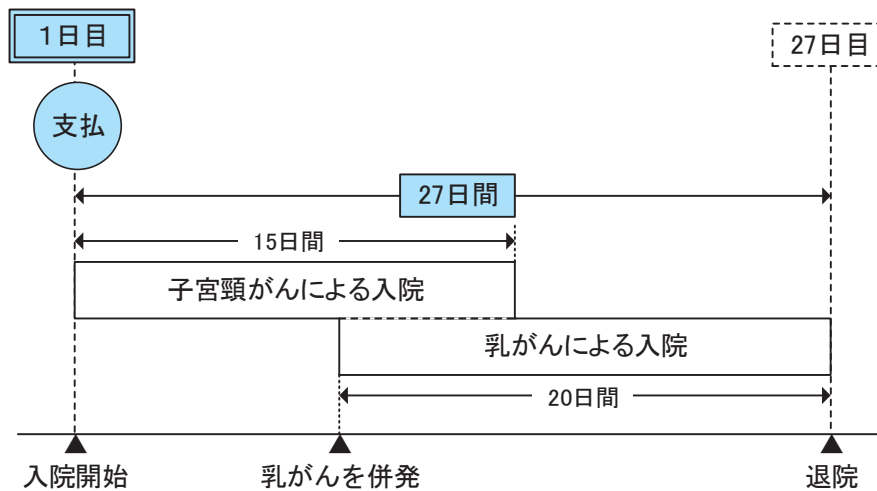 1日目
27日目
支払
27日間
15日間
子宮頸がんによる入院
乳がんによる入院
20日間
入院開始
乳がんを併発
退院